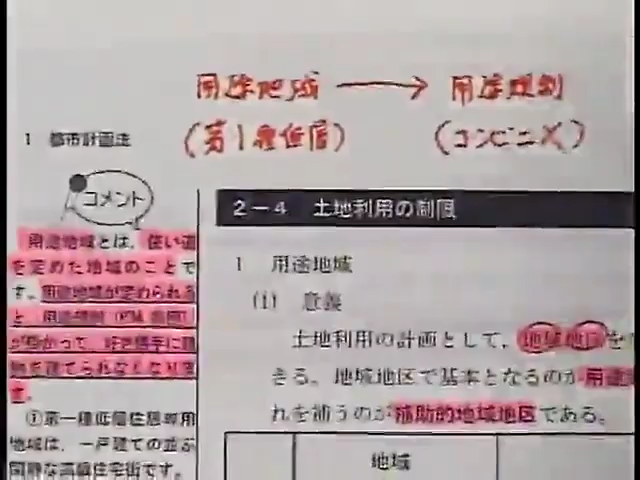 用途地域 → 用途規制
(第1種低層) (コンビニ×)
1 都市計画法
コメント
用途地域とは、使い道
を定めた地域のことで
す。用途地域が定められる
と、用途規制
が掛かって、好き勝手に建
物を建てられなくなりま
す。
①第一種低層住居専用
地域は、一戸建ての並ぶ
閑静な高級住宅街です。
2-4 土地利用の制限
1 用途地域
(1) 意義
土地利用の計画として、地域地区を
きる。地域地区で基本となるのが用途
れを補うのが補助的地域地区である。
地域